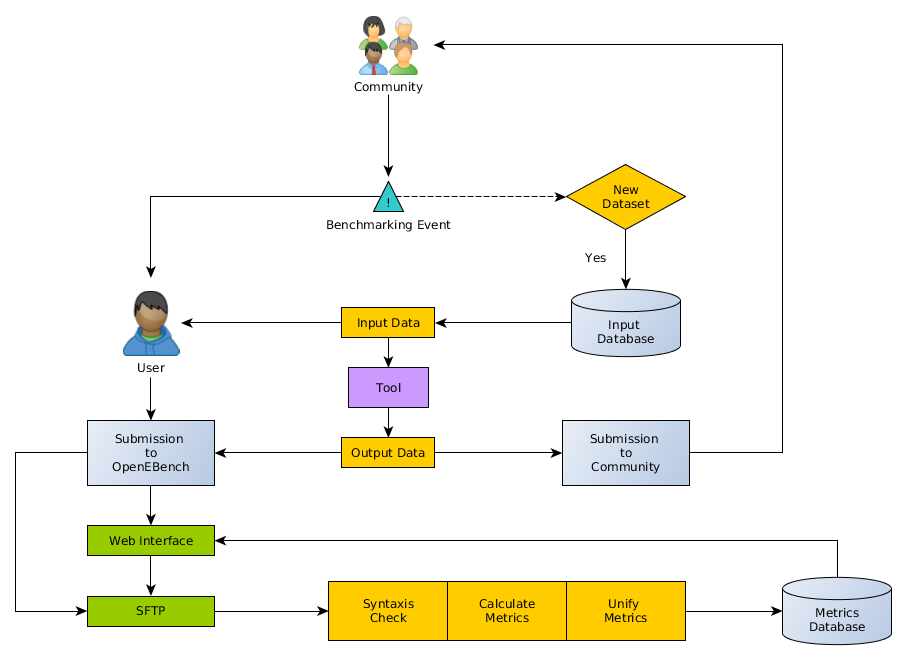 Community
!
Benchmarking Event
New
Dataset
Yes
Input Data
Input
Database
User
Tool
Submission
to
OpenEBench
Output Data
Submission
to
Community
Web Interface
SFTP
Syntaxis
Check
Calculate
Metrics
Unify
Metrics
Metrics
Database